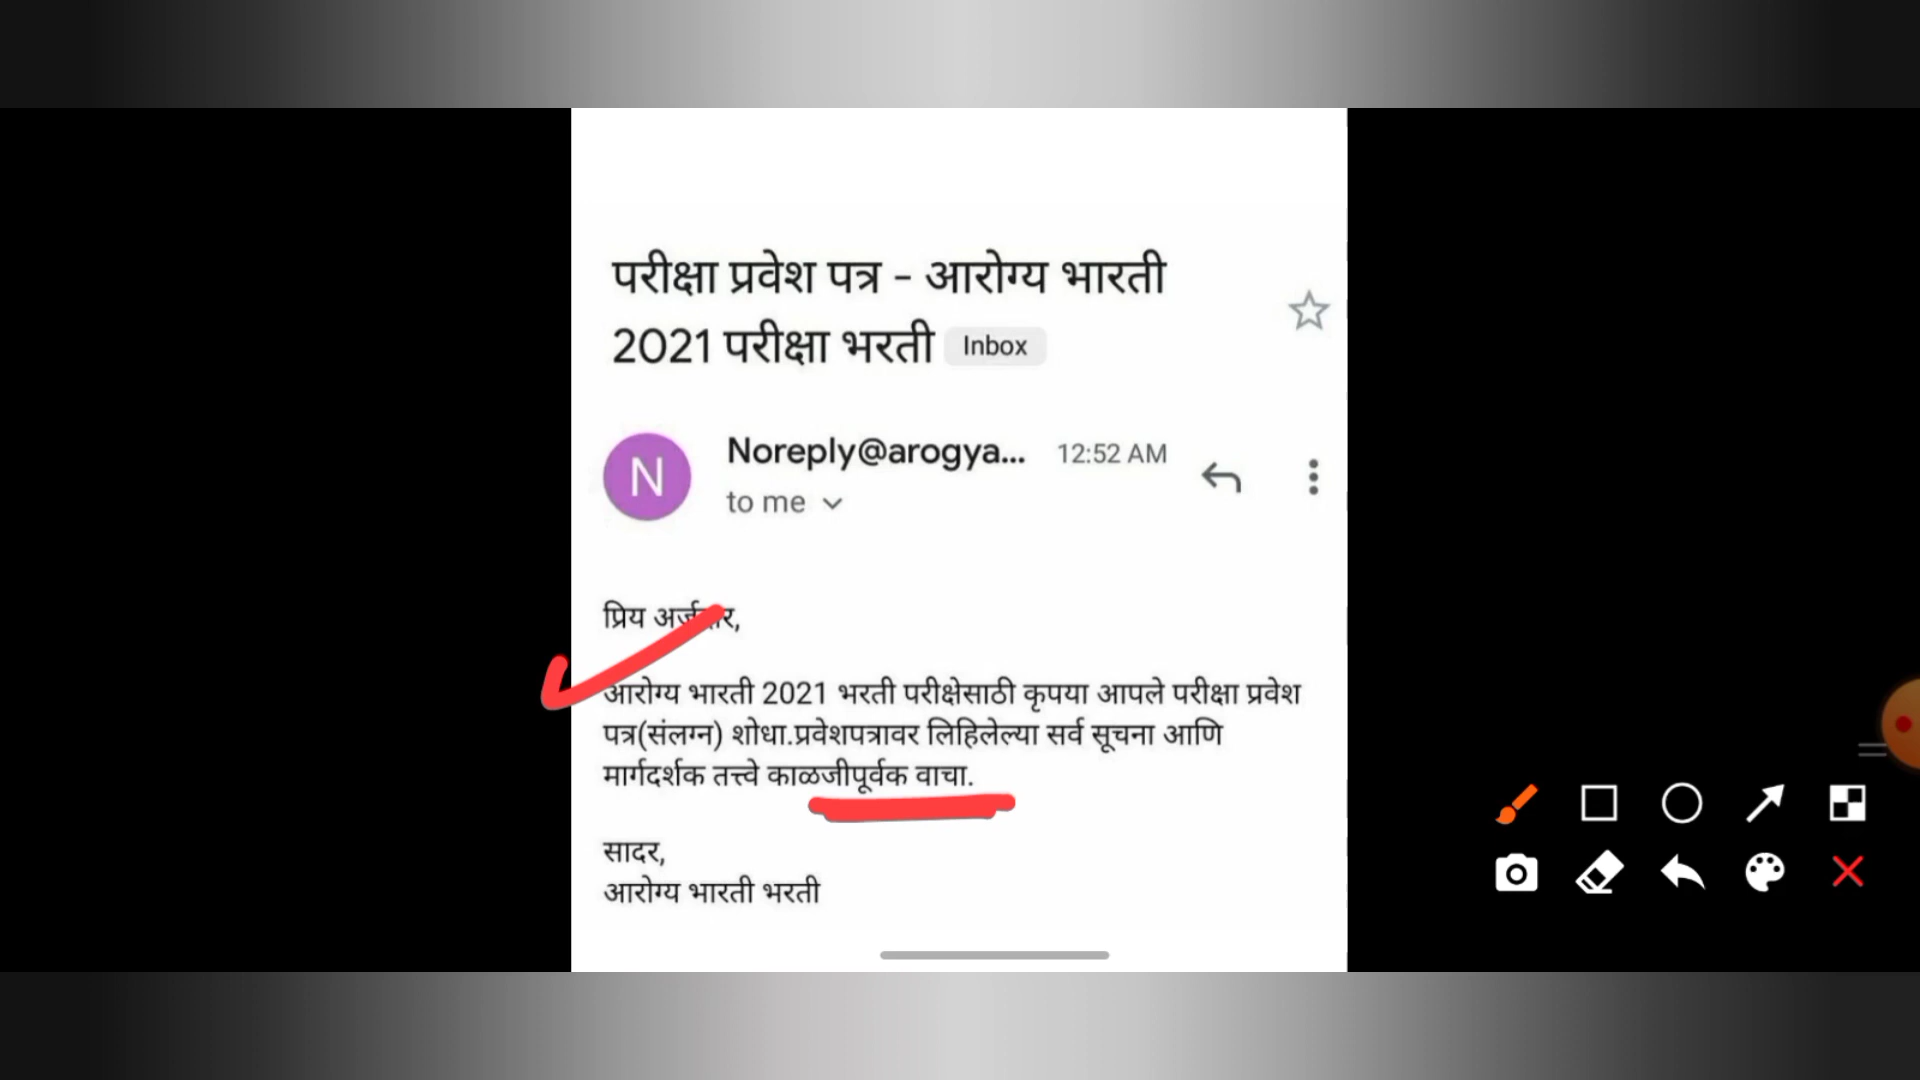 परीक्षा प्रवेश पत्र - आरोग्य भारती
2021 परीक्षा भरती Inbox
N
Noreply@arogya... 12:52 AM
to me
प्रिय अर्जदार,
आरोग्य भारती 2021 भरती परीक्षेसाठी कृपया आपले परीक्षा प्रवेश
पत्र(संलग्न) शोधा.प्रवेशपत्रावर लिहिलेल्या सर्व सूचना आणि
मार्गदर्शक तत्त्वे काळजीपूर्वक वाचा.
सादर,
आरोग्य भारती भरती